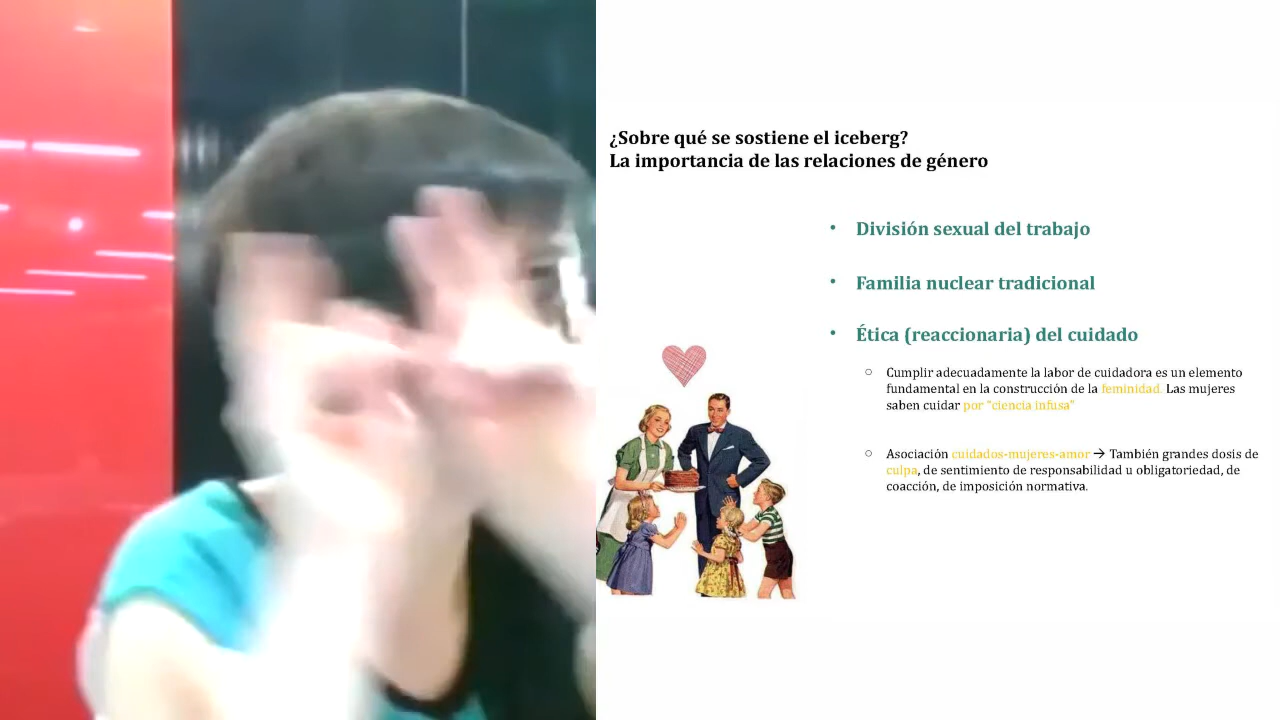 ¿Sobre qué se sostiene el iceberg?
La importancia de las relaciones de género
• División sexual del trabajo
• Familia nuclear tradicional
• Ética (reaccionaria) del cuidado
○ Cumplir adecuadamente la labor de cuidadora es un elemento
fundamental en la construcción de la feminidad. Las mujeres
saben cuidar por "ciencia infusa"
○ Asociación cuidados-mujeres-amor → También grandes dosis de
culpa, de sentimiento de responsabilidad u obligatoriedad, de
coacción, de imposición normativa.